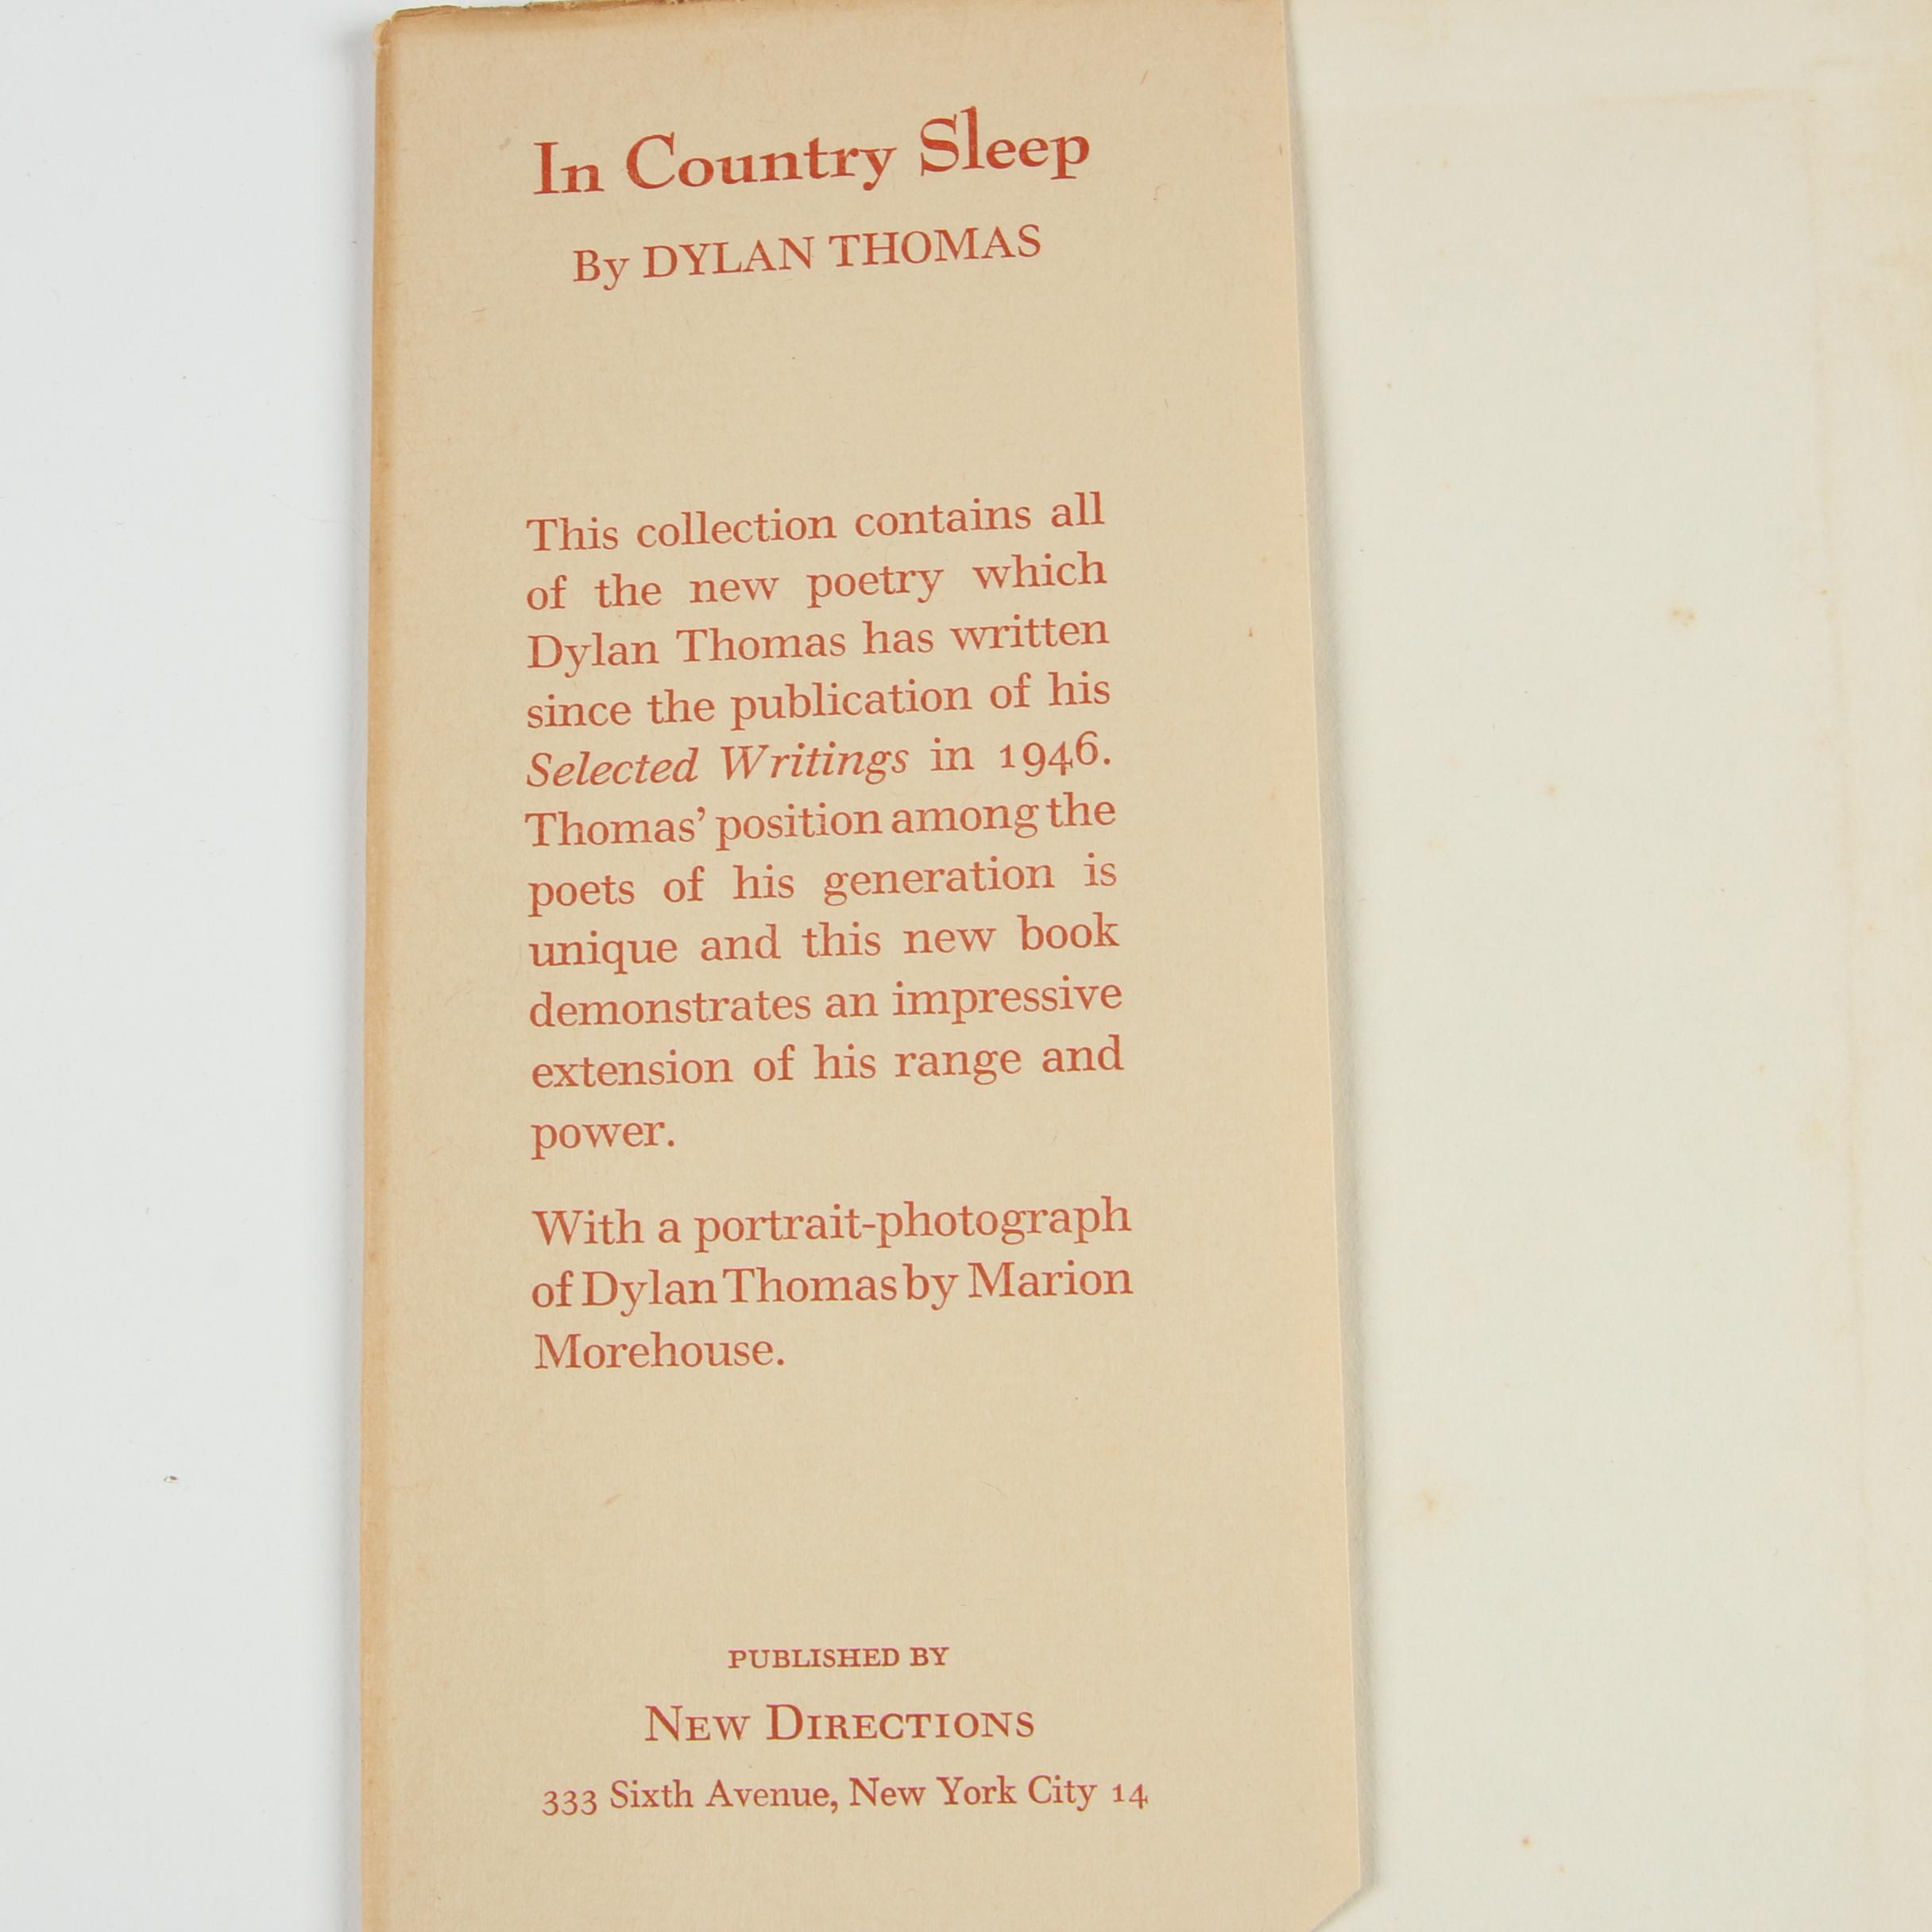 In Country Sleep
By DYLAN THOMAS
This collection contains all
of the new poetry which
Dylan Thomas has written
since the publication of his
Selected Writings in 1946.
Thomas’ position among the
poets of his generation is
unique and this new book
demonstrates an impressive
extension of his range and
power.
With a portrait-photograph
of Dylan Thomas by Marion
Morehouse.
PUBLISHED BY
NEW DIRECTIONS
333 Sixth Avenue, New York City 14